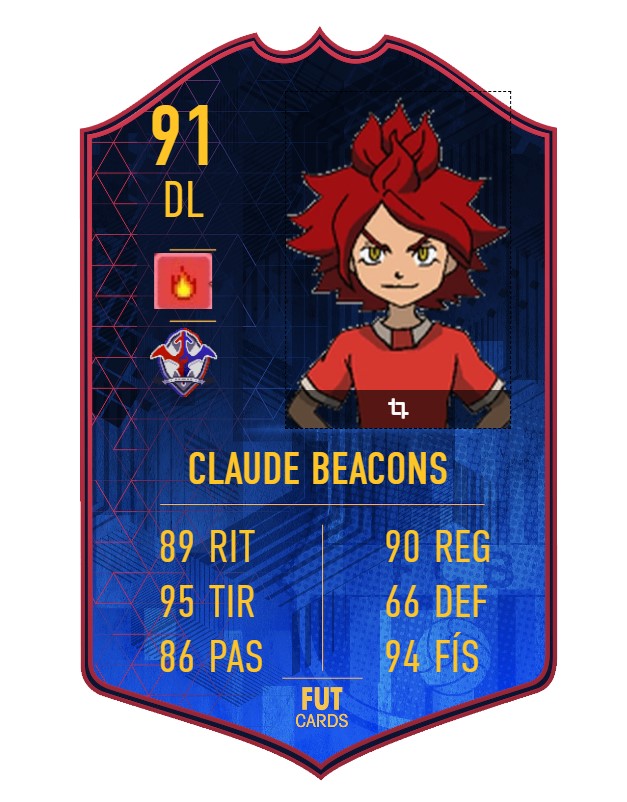 91
DL
CLAUDE BEACONS
89 RIT
90 REG
95 TIR
66 DEF
86 PAS
94 FÍS
FUT
CARDS